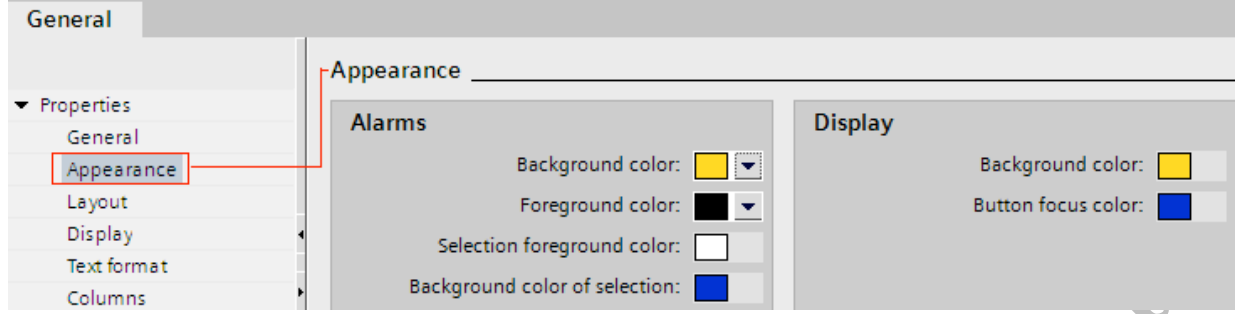 General
Properties
General
Appearance
Layout
Display
Text format
Columns
Appearance
Alarms
Background color:
Foreground color:
Selection foreground color:
Background color of selection:
Display
Background color:
Button focus color: